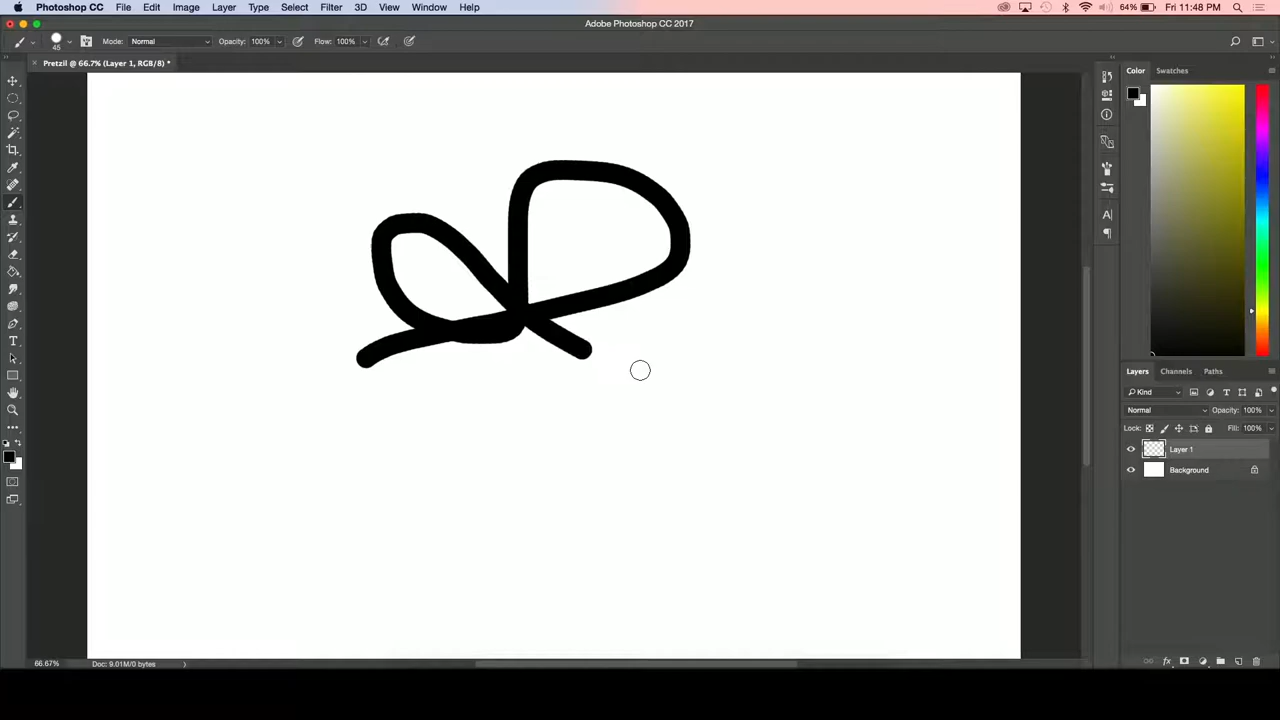 Photoshop CC File Edit Image Layer Type Select Filter 3D View Window Help 64% Fri 11:48 PM
Adobe Photoshop CC 2017
45 Mode: Normal Opacity: 100% Flow: 100%
Pretzil @ 66.7% (Layer 1, RGB/8) *
Color Swatches
Layers Channels Paths
Kind
Normal Opacity: 100%
Lock: Fill: 100%
Layer 1
Background
66.67% Doc: 9.01M/0 bytes